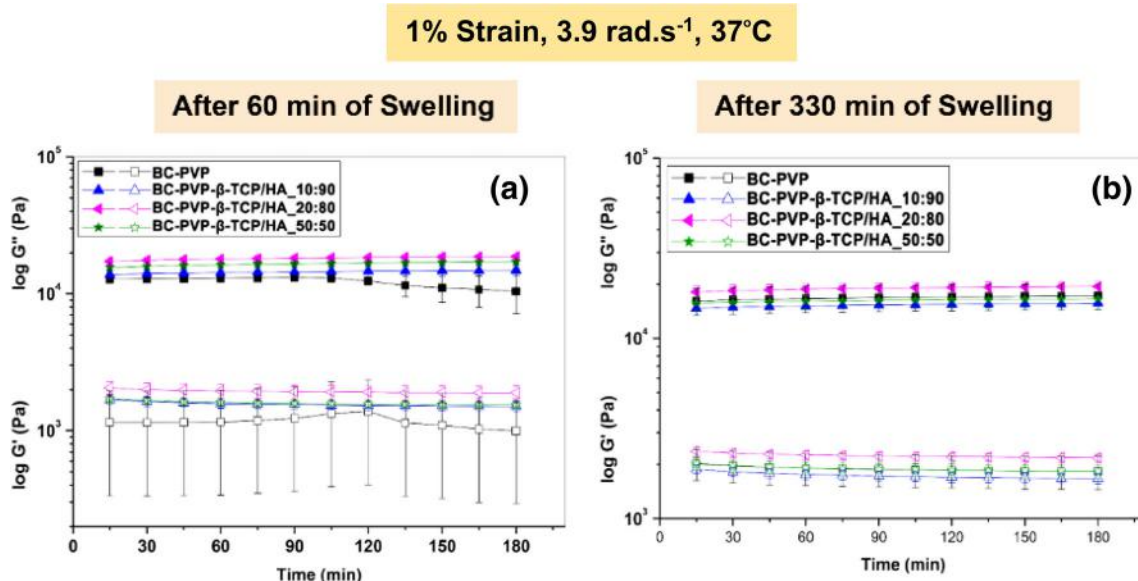 1% Strain, 3.9 rad.s⁻¹, 37°C
After 60 min of Swelling
10⁵
BC-PVP
BC-PVP-β-TCP/HA_10:90
BC-PVP-β-TCP/HA_20:80
BC-PVP-β-TCP/HA_50:50
(a)
log G'' (Pa)
10⁴
log G' (Pa)
10³
0 30 60 90 120 150 180
Time (min)
After 330 min of Swelling
10⁵
BC-PVP
BC-PVP-β-TCP/HA_10:90
BC-PVP-β-TCP/HA_20:80
BC-PVP-β-TCP/HA_50:50
(b)
log G'' (Pa)
10⁴
log G' (Pa)
10³
0 30 60 90 120 150 180
Time (min)